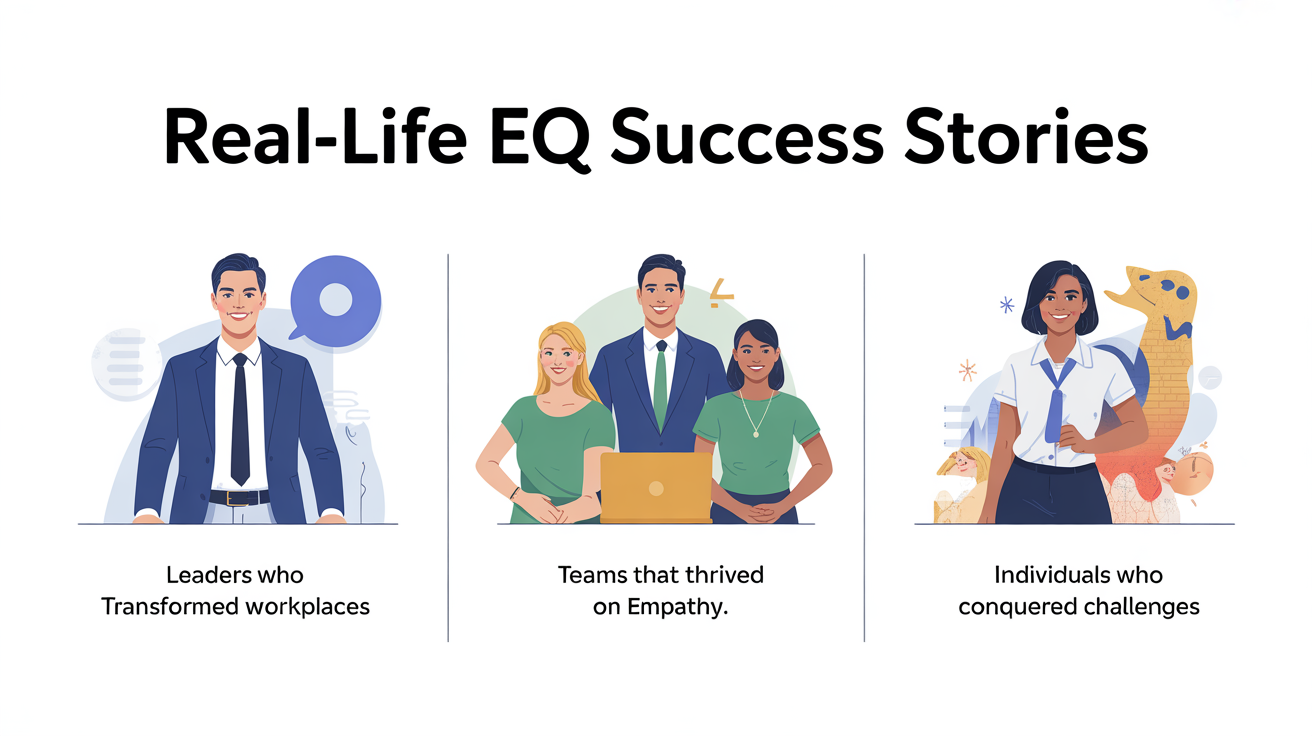 Real-Life EQ Success Stories
Leaders who
Transformed workplaces
Teams that thrived
on Empathy.
Individuals who
conquered challenges